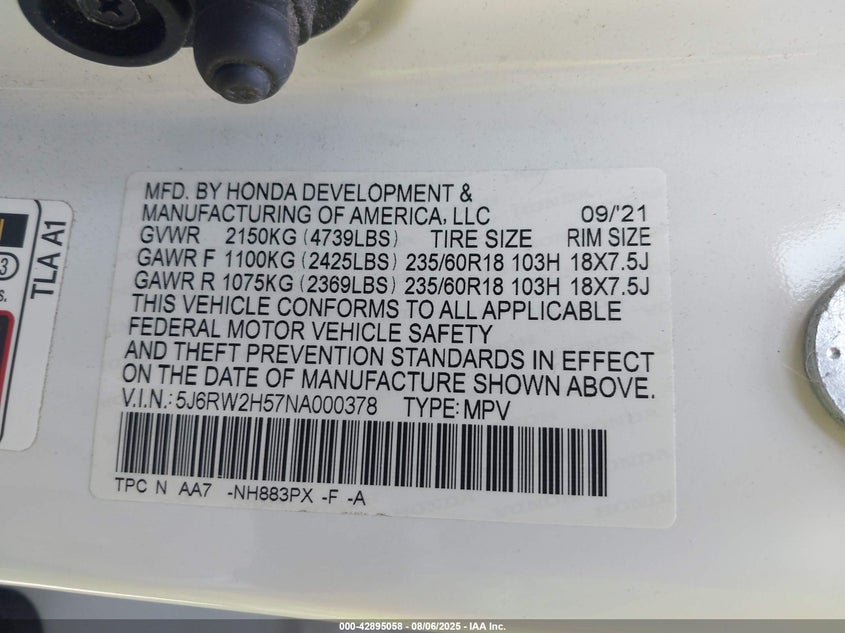 MFD. BY HONDA DEVELOPMENT &
MANUFACTURING OF AMERICA, LLC 09/'21
GVWR 2150KG (4739LBS) TIRE SIZE RIM SIZE
GAWR F 1100KG (2425LBS) 235/60R18 103H 18X7.5J
GAWR R 1075KG (2369LBS) 235/60R18 103H 18X7.5J
THIS VEHICLE CONFORMS TO ALL APPLICABLE
FEDERAL MOTOR VEHICLE SAFETY
AND THEFT PREVENTION STANDARDS IN EFFECT
ON THE DATE OF MANUFACTURE SHOWN ABOVE.
V.I.N.: 5J6RW2H57NA000378 TYPE: MPV
TPC N AA7 -NH883PX -F -A
TLA A1
3
000-42895058 - 08/06/2025 - IAA Inc.